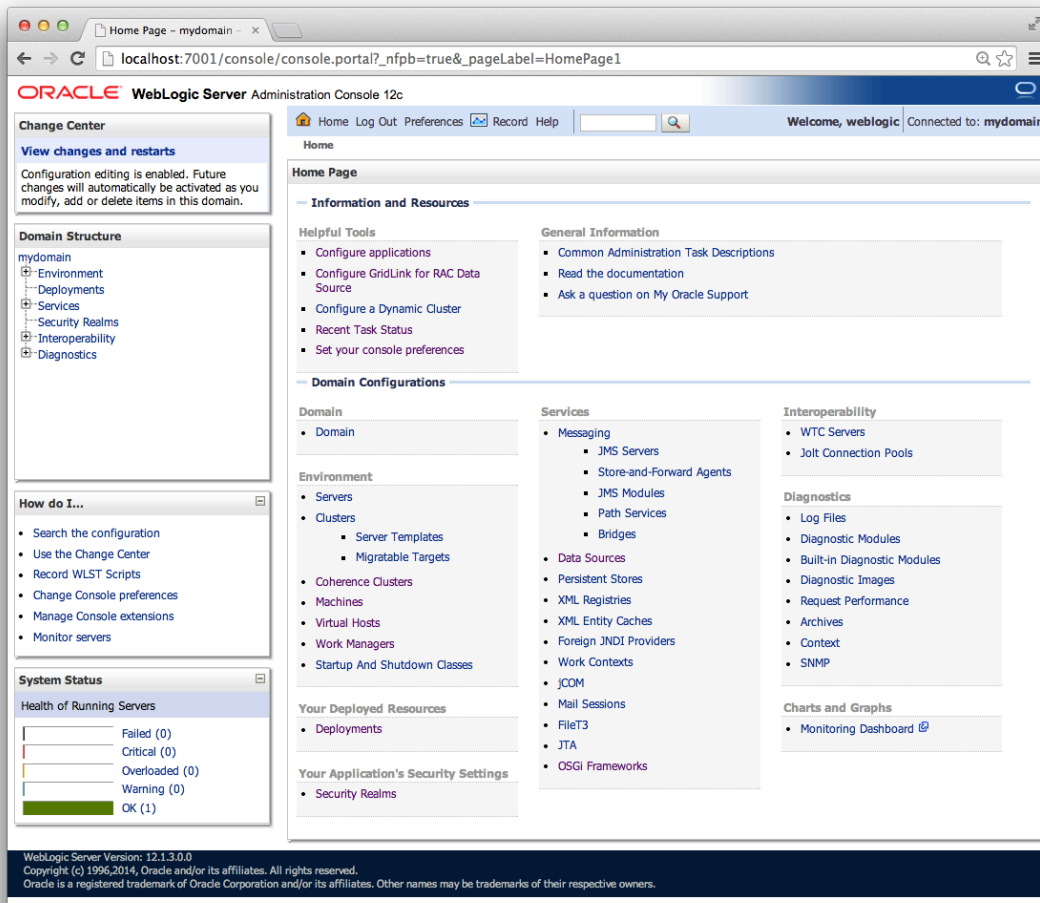 Home Page – mydomain –
localhost:7001/console/console.portal?_nfpb=true&_pageLabel=HomePage1
ORACLE WebLogic Server Administration Console 12c
Change Center
View changes and restarts
Configuration editing is enabled. Future
changes will automatically be activated as you
modify, add or delete items in this domain.
Domain Structure
mydomain
Environment
Deployments
Services
Security Realms
Interoperability
Diagnostics
How do I...
Search the configuration
Use the Change Center
Record WLST Scripts
Change Console preferences
Manage Console extensions
Monitor servers
System Status
Health of Running Servers
Failed (0)
Critical (0)
Overloaded (0)
Warning (0)
OK (1)
Home Log Out Preferences Record Help
Welcome, weblogic Connected to: mydomain
Home
Home Page
Information and Resources
Helpful Tools
Configure applications
Configure GridLink for RAC Data
Source
Configure a Dynamic Cluster
Recent Task Status
Set your console preferences
General Information
Common Administration Task Descriptions
Read the documentation
Ask a question on My Oracle Support
Domain Configurations
Domain
Domain
Environment
Servers
Clusters
Server Templates
Migratable Targets
Coherence Clusters
Machines
Virtual Hosts
Work Managers
Startup And Shutdown Classes
Your Deployed Resources
Deployments
Your Application's Security Settings
Security Realms
Services
Messaging
JMS Servers
Store-and-Forward Agents
JMS Modules
Path Services
Bridges
Data Sources
Persistent Stores
XML Registries
XML Entity Caches
Foreign JNDI Providers
Work Contexts
jCOM
Mail Sessions
FileT3
JTA
OSGi Frameworks
Interoperability
WTC Servers
Jolt Connection Pools
Diagnostics
Log Files
Diagnostic Modules
Built-in Diagnostic Modules
Diagnostic Images
Request Performance
Archives
Context
SNMP
Charts and Graphs
Monitoring Dashboard
WebLogic Server Version: 12.1.3.0.0
Copyright (c) 1996,2014, Oracle and/or its affiliates. All rights reserved.
Oracle is a registered trademark of Oracle Corporation and/or its affiliates. Other names may be trademarks of their respective owners.